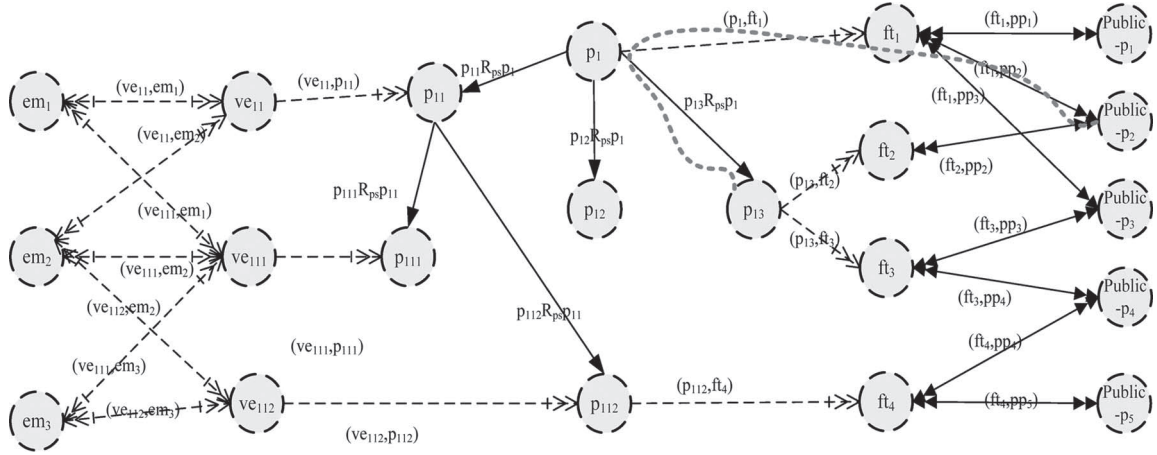 (p₁,ft₁)
ft₁
(ft₁,pp₁)
Public
-p₁
p₁
p₁₁Rₚₛp₁
(ft₁,pp₂)
(ve₁₁,em₁)
(ve₁₁,p₁₁)
p₁₁
em₁
ve₁₁
p₁₃Rₚₛp₁
(ft₁,pp₃)
Public
-p₂
(ve₁₁,em₂)
p₁₂Rₚₛp₁
ft₂
(ft₂,pp₂)
p₁₁₁Rₚₛp₁₁
(p₁₃,ft₂)
(ve₁₁₁,em₁)
p₁₂
p₁₃
Public
-p₃
(ft₃,pp₃)
(p₁₃,ft₃)
em₂
ve₁₁₁
p₁₁₁
(ve₁₁₁,em₂)
ft₃
(ft₃,pp₄)
Public
-p₄
(ve₁₁₂,em₂)
p₁₁₂Rₚₛp₁₁
(ve₁₁₁,p₁₁₁)
(ft₄,pp₄)
(ve₁₁₁,em₃)
(p₁₁₂,ft₄)
em₃
(ve₁₁₂,em₃)
ve₁₁₂
p₁₁₂
ft₄
(ft₄,pp₅)
Public
-p₅
(ve₁₁₂,p₁₁₂)